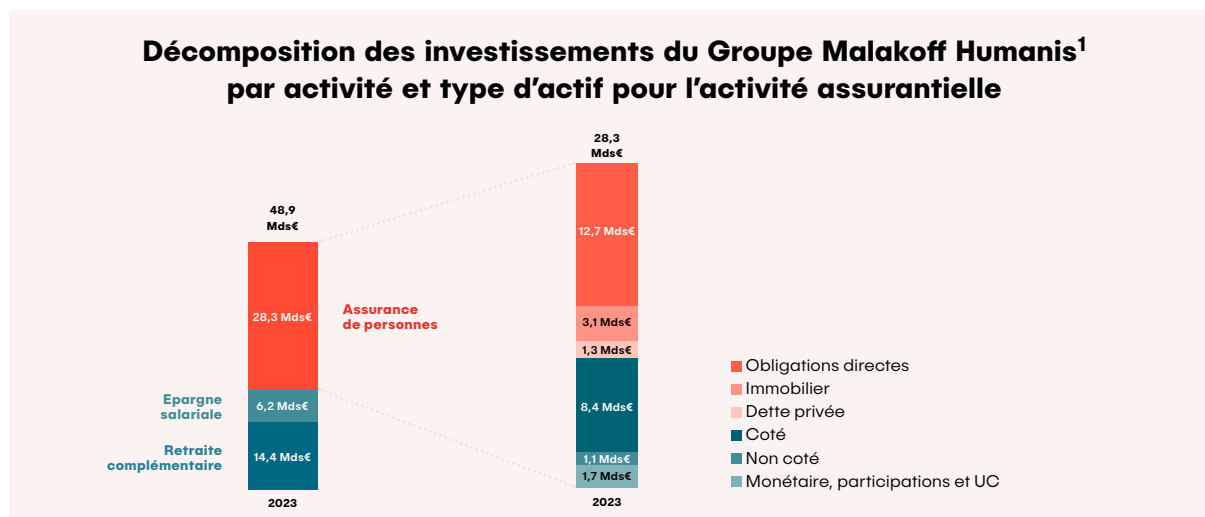 Décomposition des investissements du Groupe Malakoff Humanis¹
par activité et type d’actif pour l’activité assurantielle
48,9
Mds€
28,3 Mds€
Assurance
de personnes
Epargne
salariale
6,2 Mds€
Retraite
complémentaire
14,4 Mds€
2023
28,3
Mds€
12,7 Mds€
3,1 Mds€
1,3 Mds€
8,4 Mds€
1,1 Mds€
1,7 Mds€
2023
Obligations directes
Immobilier
Dette privée
Coté
Non coté
Monétaire, participations et UC